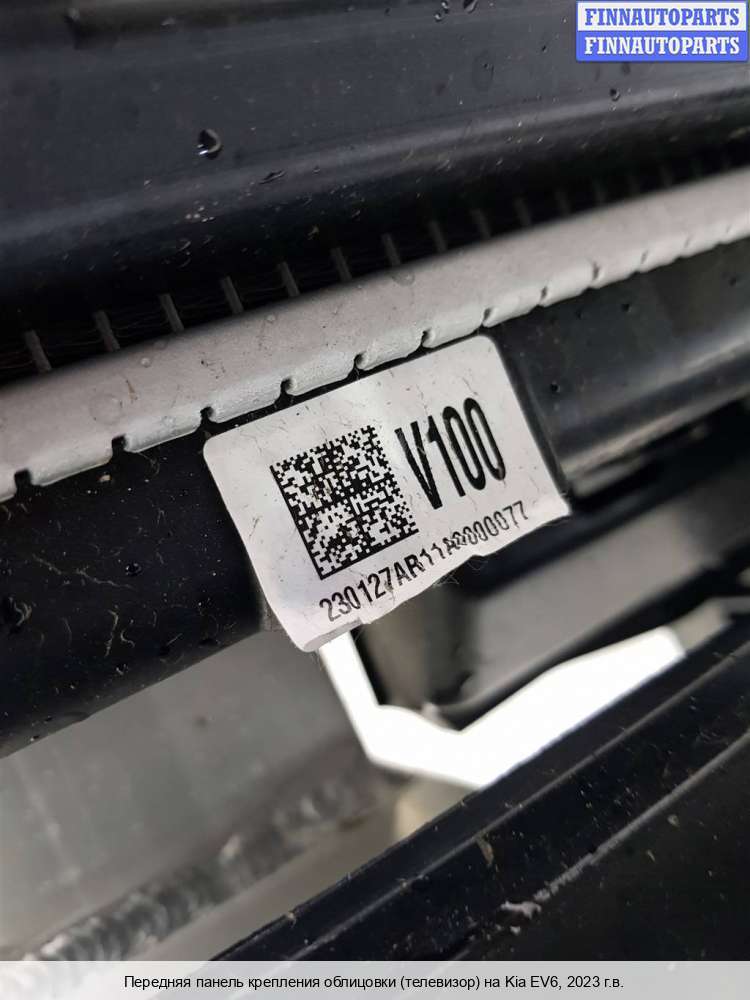 FINNAUTOPARTS
FINNAUTOPARTS
V100
230127AR11A0000077
Передняя панель крепления облицовки (телевизор) на Kia EV6, 2023 г.в.